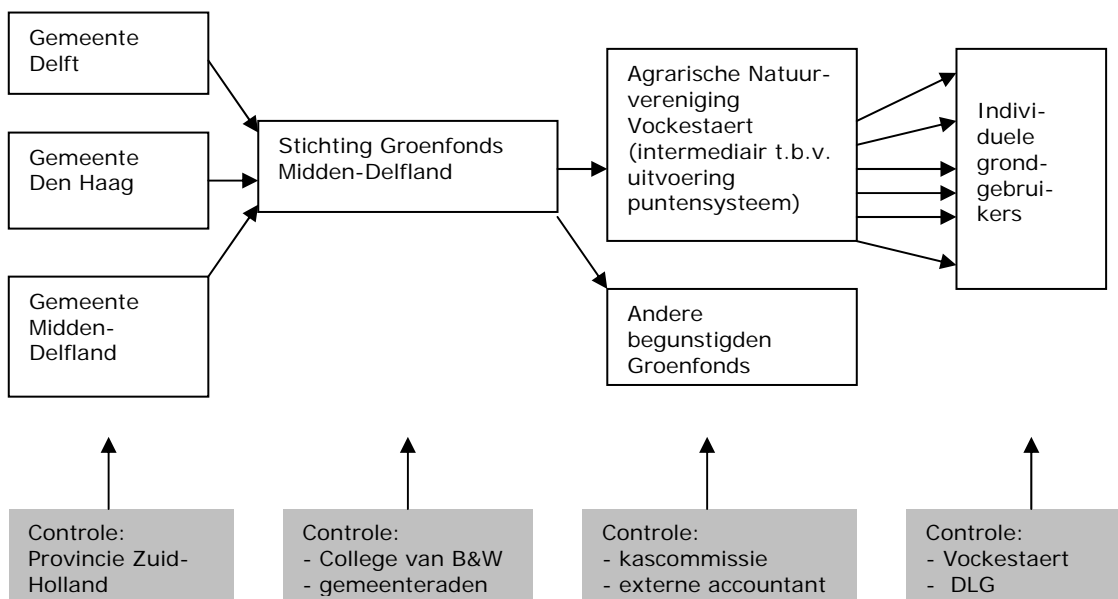 Gemeente
Delft
Gemeente
Den Haag
Gemeente
Midden-
Delfland
Stichting Groenfonds
Midden-Delfland
Agrarische Natuur-
vereniging
Vockestaert
(intermediair t.b.v.
uitvoering
puntensysteem)
Andere
begunstigden
Groenfonds
Indivi-
duele
grond-
gebrui-
kers
Controle:
Provincie Zuid-
Holland
Controle:
- College van B&W
- gemeenteraden
Controle:
- kascommissie
- externe accountant
Controle:
- Vockestaert
- DLG